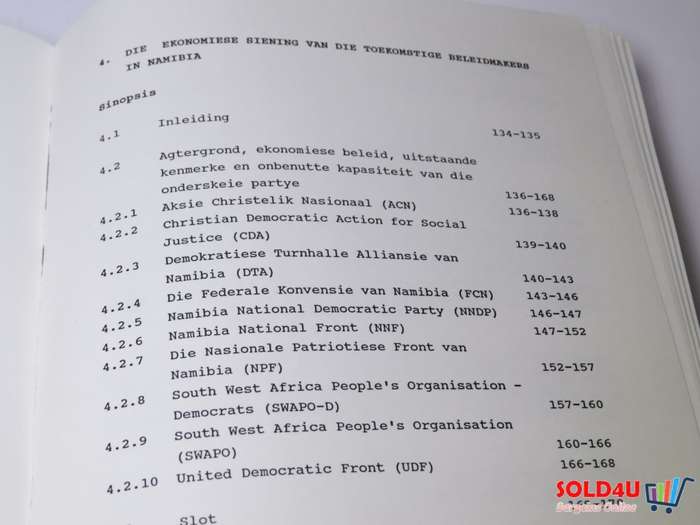 4. DIE EKONOMIESE SIENING VAN DIE TOEKOMSTIGE BELEIDMAKERS
IN NAMIBIA
sinopsis
4.1 Inleiding 134-135
4.2 Agtergrond, ekonomiese beleid, uitstaande
kenmerke en onbenutte kapasiteit van die
onderskeie partye 136-168
4.2.1 Aksie Christelik Nasionaal (ACN) 136-138
4.2.2 Christian Democratic Action for Social
Justice (CDA) 139-140
4.2.3 Demokratiese Turnhalle Alliansie van
Namibia (DTA) 140-143
4.2.4 Die Federale Konvensie van Namibia (FCN) 143-146
4.2.5 Namibia National Democratic Party (NNDP) 146-147
4.2.6 Namibia National Front (NNF) 147-152
4.2.7 Die Nasionale Patriotiese Front van
Namibia (NPF) 152-157
4.2.8 South West Africa People's Organisation -
Democrats (SWAPO-D) 157-160
4.2.9 South West Africa People's Organisation
(SWAPO) 160-166
4.2.10 United Democratic Front (UDF) 166-168
Slot
SOLD4U
Bargains Online